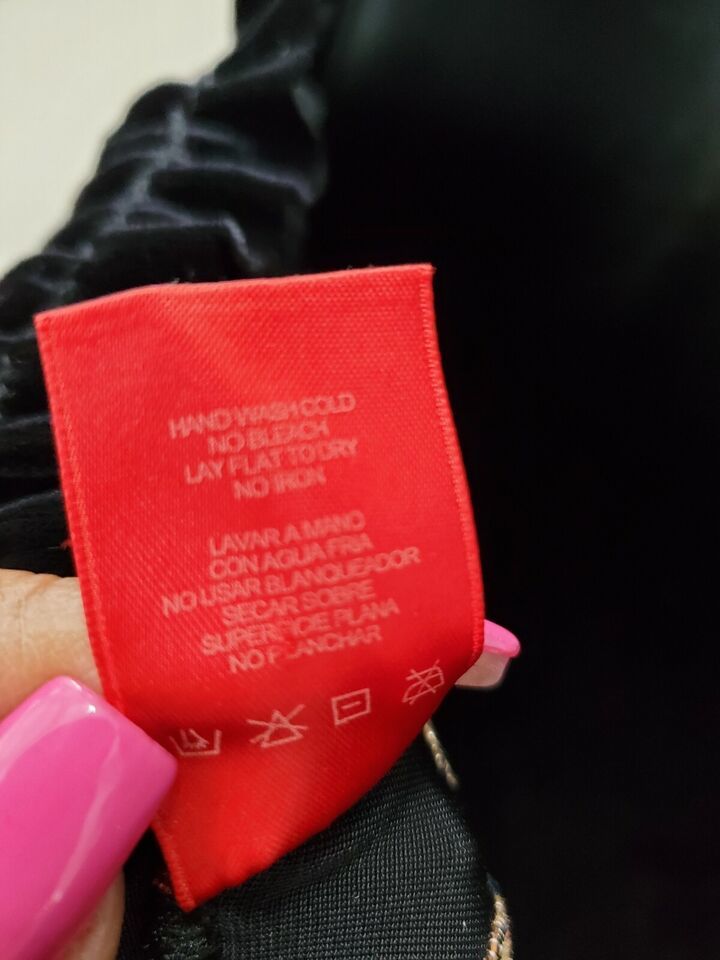 HAND WASH COLD
NO BLEACH
LAY FLAT TO DRY
NO IRON
LAVAR A MANO
CON AGUA FRIA
NO USAR BLANQUEADOR
SECAR SOBRE
SUPERFICIE PLANA
NO PLANCHAR